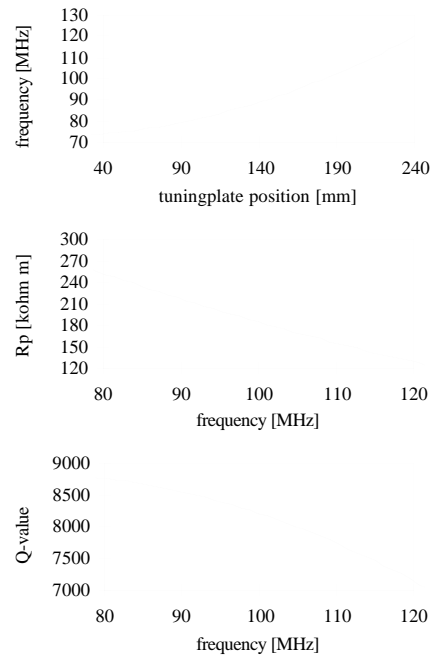 frequency [MHz]
130
120
110
100
90
80
70
40 90 140 190 240
tuningplate position [mm]
Rp [kohm m]
300
270
240
210
180
150
120
80 90 100 110 120
frequency [MHz]
Q-value
9000
8500
8000
7500
7000
80 90 100 110 120
frequency [MHz]